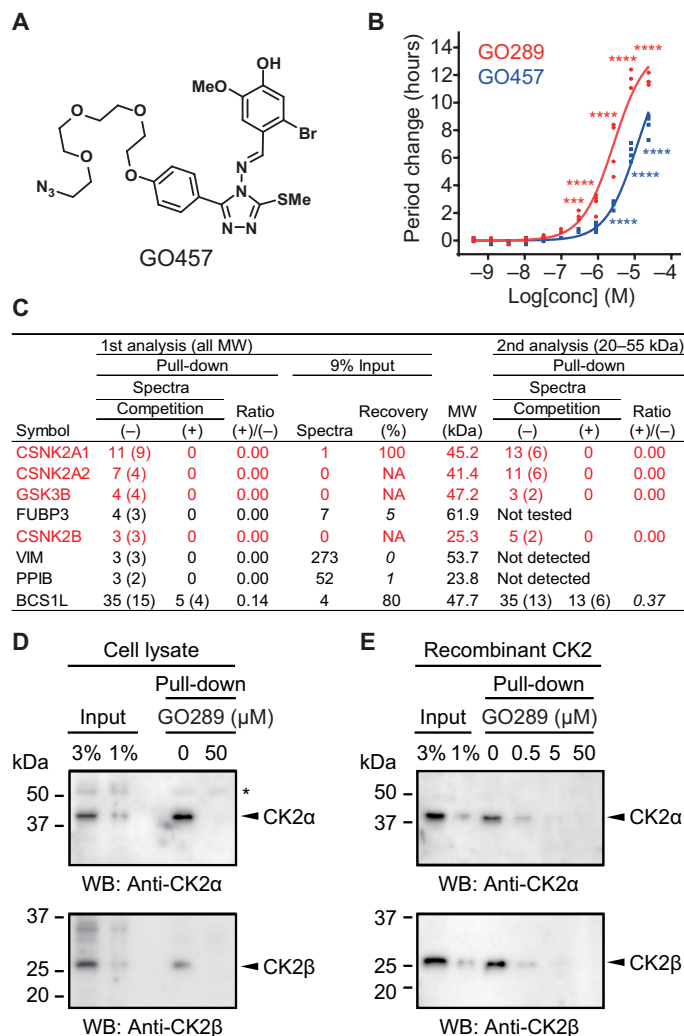 A
OH
MeO
Br
O
O
O
O
N
N3
N
SMe
N–N
GO457
B
GO289
GO457
Period change (hours)
14
12
10
8
6
4
2
0
****
****
****
****
***
****
****
****
–9 –8 –7 –6 –5 –4
Log[conc] (M)
C
1st analysis (all MW) 2nd analysis (20–55 kDa)
Pull-down 9% Input Pull-down
Spectra Spectra
Competition Ratio Recovery MW Competition Ratio
Symbol (–) (+) (+)/(–) Spectra (%) (kDa) (–) (+) (+)/(–)
CSNK2A1 11 (9) 0 0.00 1 100 45.2 13 (6) 0 0.00
CSNK2A2 7 (4) 0 0.00 0 NA 41.4 11 (6) 0 0.00
GSK3B 4 (4) 0 0.00 0 NA 47.2 3 (2) 0 0.00
FUBP3 4 (3) 0 0.00 7 5 61.9 Not tested
CSNK2B 3 (3) 0 0.00 0 NA 25.3 5 (2) 0 0.00
VIM 3 (3) 0 0.00 273 0 53.7 Not detected
PPIB 3 (2) 0 0.00 52 1 23.8 Not detected
BCS1L 35 (15) 5 (4) 0.14 4 80 47.7 35 (13) 13 (6) 0.37
D
Cell lysate
Pull-down
Input GO289 (µM)
kDa 3% 1% 0 50
50 *
37 CK2α
WB: Anti-CK2α
37
25 CK2β
20
WB: Anti-CK2β
E
Recombinant CK2
Pull-down
Input GO289 (µM)
kDa 3% 1% 0 0.5 5 50
50
37 CK2α
WB: Anti-CK2α
37
25 CK2β
20
WB: Anti-CK2β